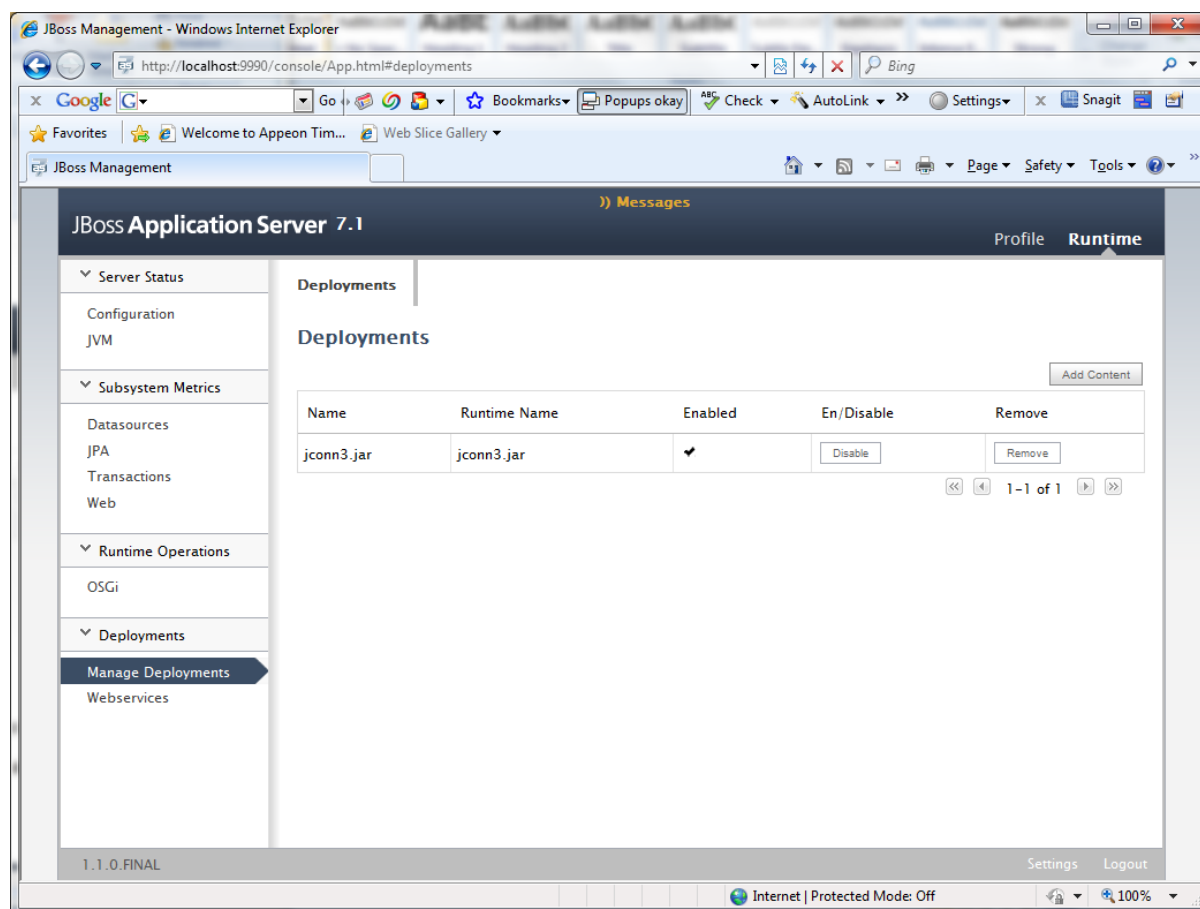 JBoss Management - Windows Internet Explorer
http://localhost:9990/console/App.html#deployments
Bing
x Google G Go Bookmarks Popups okay ABC Check AutoLink >> Settings x Snagit
Favorites Welcome to Appeon Tim... Web Slice Gallery
JBoss Management Page Safety Tools >>
)) Messages
JBoss Application Server 7.1
Profile Runtime
Server Status
Configuration
JVM
Subsystem Metrics
Datasources
JPA
Transactions
Web
Runtime Operations
OSGi
Deployments
Manage Deployments
Webservices
Deployments
Deployments
Add Content
Name Runtime Name Enabled En/Disable Remove
jconn3.jar jconn3.jar Disable Remove
1-1 of 1
1.1.0.FINAL Settings Logout
Internet | Protected Mode: Off 100%